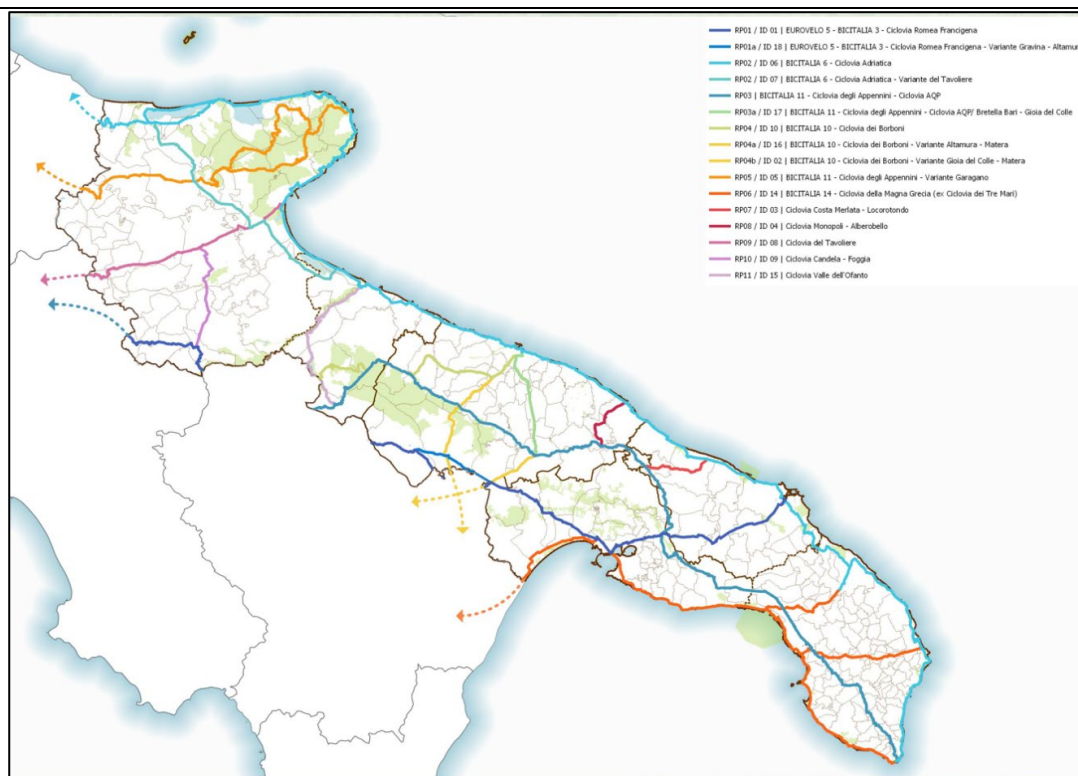 RP01 / ID 01 | EUROVELO 5 - BICITALIA 3 - Ciclovia Romea Francigena
RP01a / ID 18 | EUROVELO 5 - BICITALIA 3 - Ciclovia Romea Francigena - Variante Gravina - Altamur
RP02 / ID 06 | BICITALIA 6 - Ciclovia Adriatica
RP02 / ID 07 | BICITALIA 6 - Ciclovia Adriatica - Variante del Tavoliere
RP03 | BICITALIA 11 - Ciclovia degli Appennini - Ciclovia AQP
RP03a / ID 17 | BICITALIA 11 - Ciclovia degli Appennini - Ciclovia AQP/ Bretella Bari - Gioia del Colle
RP04 / ID 10 | BICITALIA 10 - Ciclovia dei Borboni
RP04a / ID 16 | BICITALIA 10 - Ciclovia dei Borboni - Variante Altamura - Matera
RP04b / ID 02 | BICITALIA 10 - Ciclovia dei Borboni - Variante Gioia del Colle - Matera
RP05 / ID 05 | BICITALIA 11 - Ciclovia degli Appennini - Variante Garagano
RP06 / ID 14 | BICITALIA 14 - Ciclovia della Magna Grecia (ex Ciclovia dei Tre Mari)
RP07 / ID 03 | Ciclovia Costa Merlata - Locorotondo
RP08 / ID 04 | Ciclovia Monopoli - Alberobello
RP09 / ID 08 | Ciclovia del Tavoliere
RP10 / ID 09 | Ciclovia Candela - Foggia
RP11 / ID 15 | Ciclovia Valle dell'Ofanto